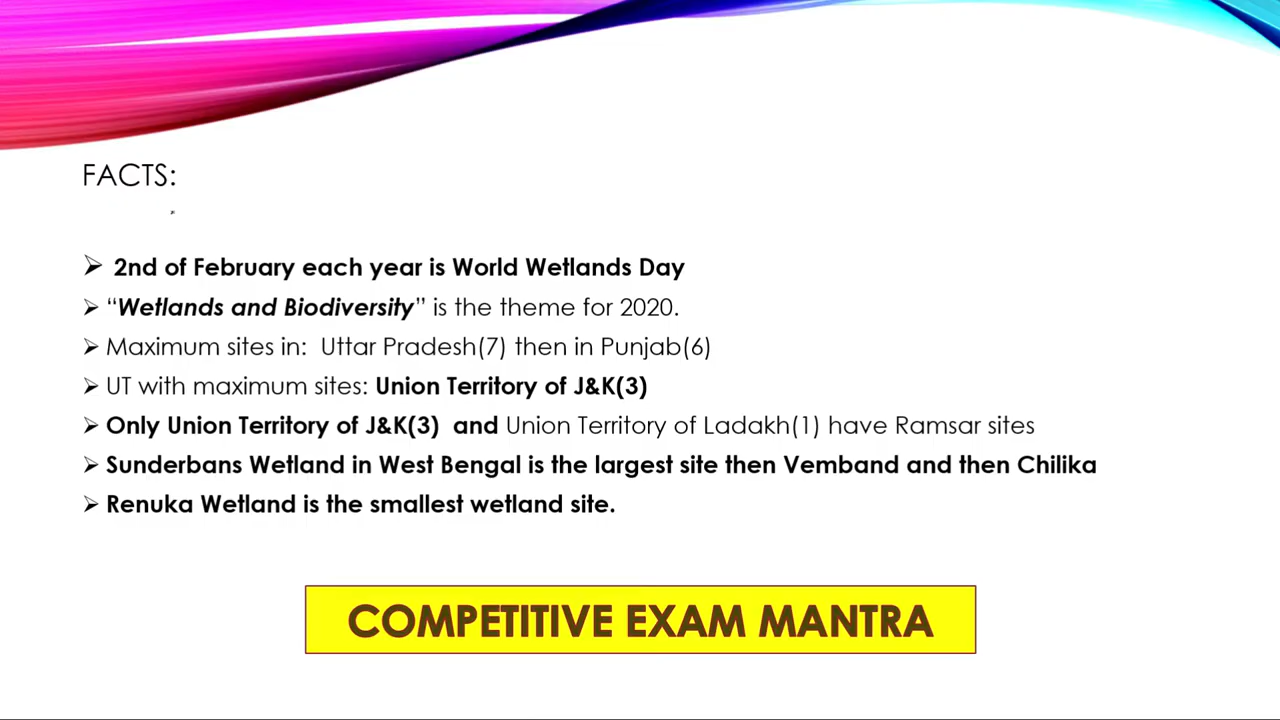 FACTS:
2nd of February each year is World Wetlands Day
“Wetlands and Biodiversity” is the theme for 2020.
Maximum sites in: Uttar Pradesh(7) then in Punjab(6)
UT with maximum sites: Union Territory of J&K(3)
Only Union Territory of J&K(3) and Union Territory of Ladakh(1) have Ramsar sites
Sunderbans Wetland in West Bengal is the largest site then Vemband and then Chilika
Renuka Wetland is the smallest wetland site.
COMPETITIVE EXAM MANTRA